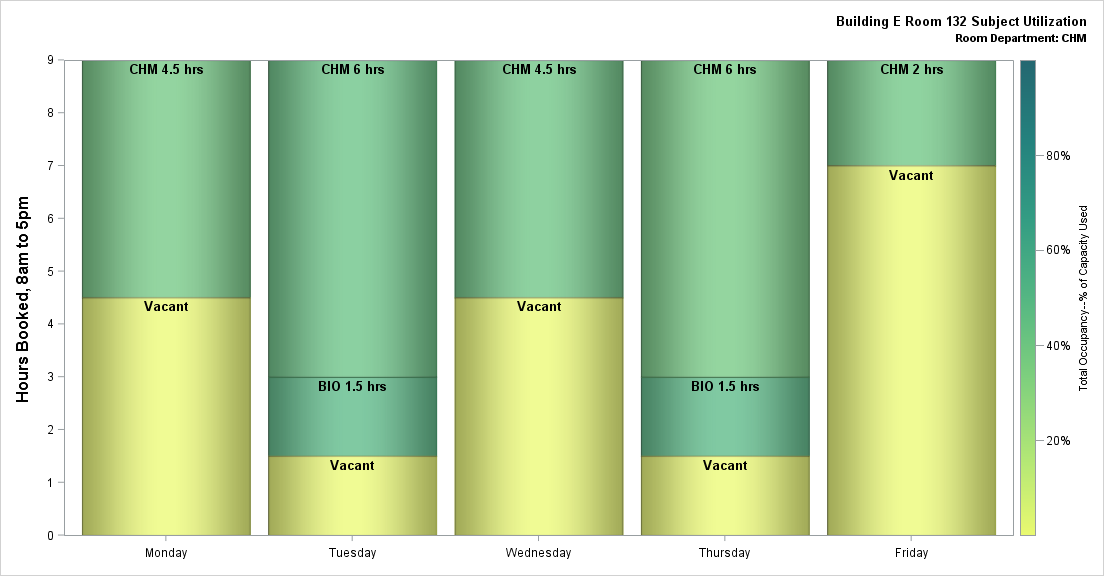 Building E Room 132 Subject Utilization
Room Department: CHM
Hours Booked, 8am to 5pm
9
8
7
6
5
4
3
2
1
0
CHM 4.5 hrs
Vacant
CHM 6 hrs
BIO 1.5 hrs
Vacant
CHM 4.5 hrs
Vacant
CHM 6 hrs
BIO 1.5 hrs
Vacant
CHM 2 hrs
Vacant
Monday
Tuesday
Wednesday
Thursday
Friday
80%
60%
40%
20%
Total Occupancy--% of Capacity Used